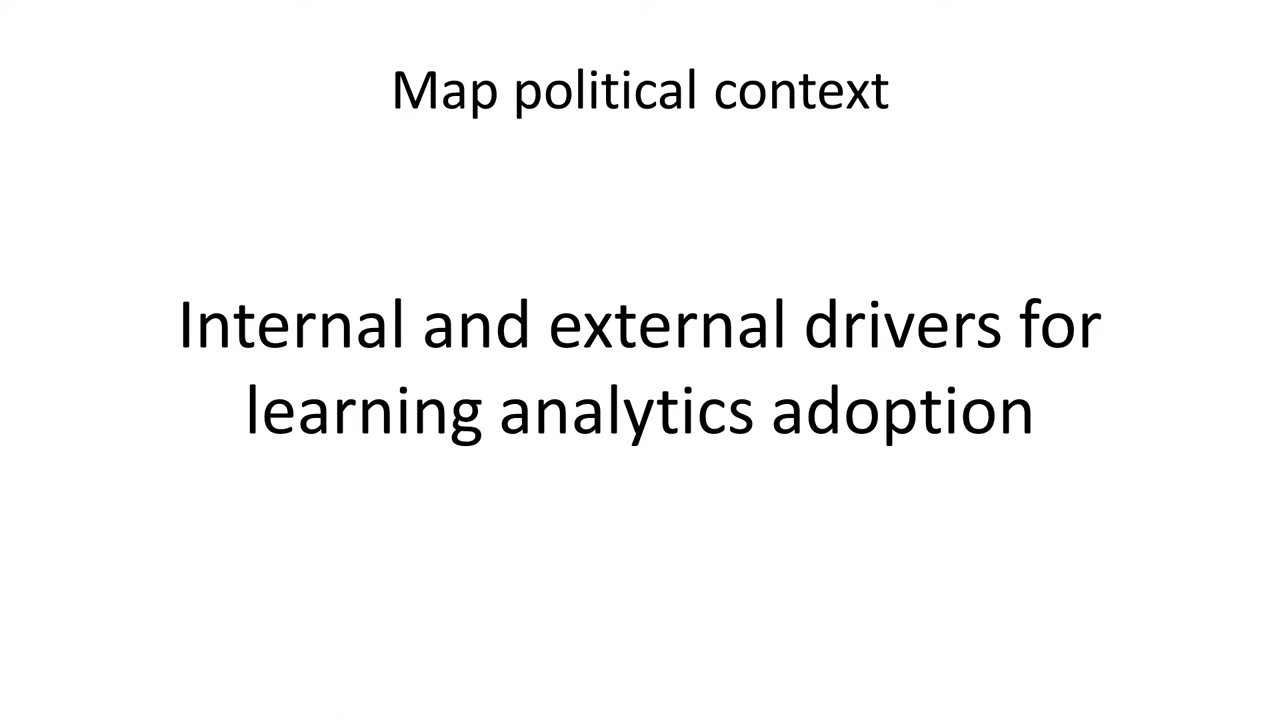 Map political context
Internal and external drivers for
learning analytics adoption